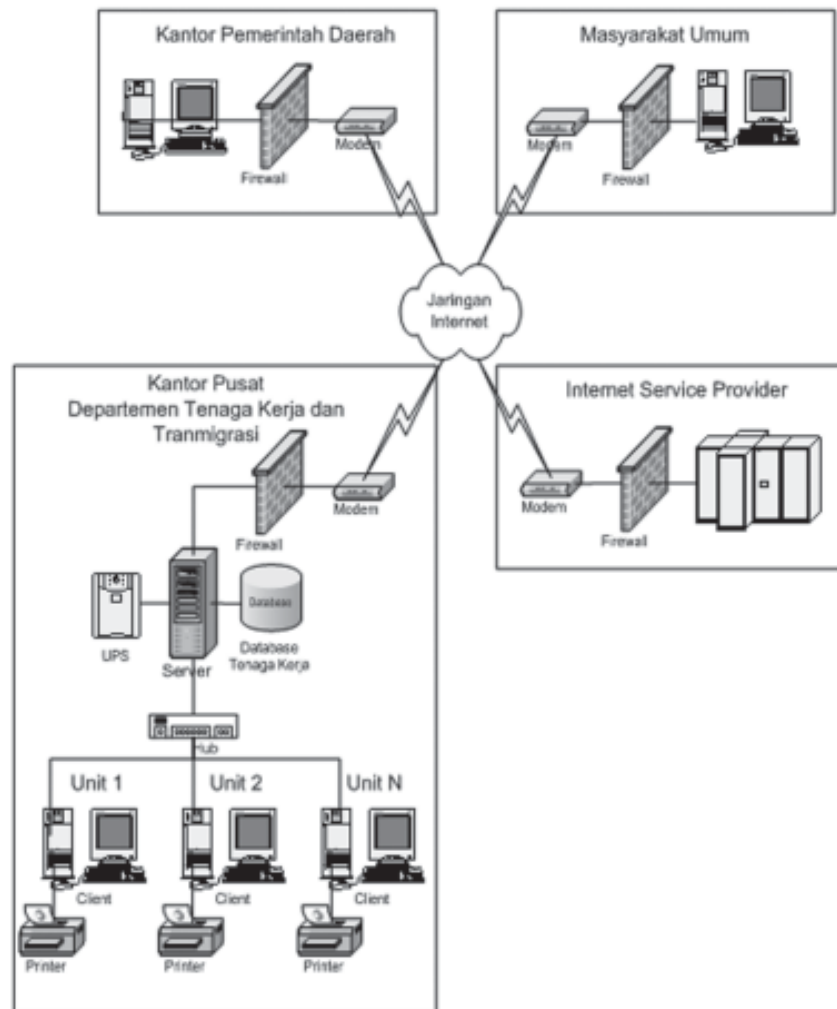 Kantor Pemerintah Daerah
Modem
Firewall
Masyarakat Umum
Modem
Firewall
Jaringan
Internet
Kantor Pusat
Departemen Tenaga Kerja dan
Tranmigrasi
Modem
Firewall
Internet Service Provider
Modem
Firewall
UPS
Server
Database
Database
Tenaga Kerja
Hub
Unit 1
Unit 2
Unit N
Client
Client
Client
Printer
Printer
Printer